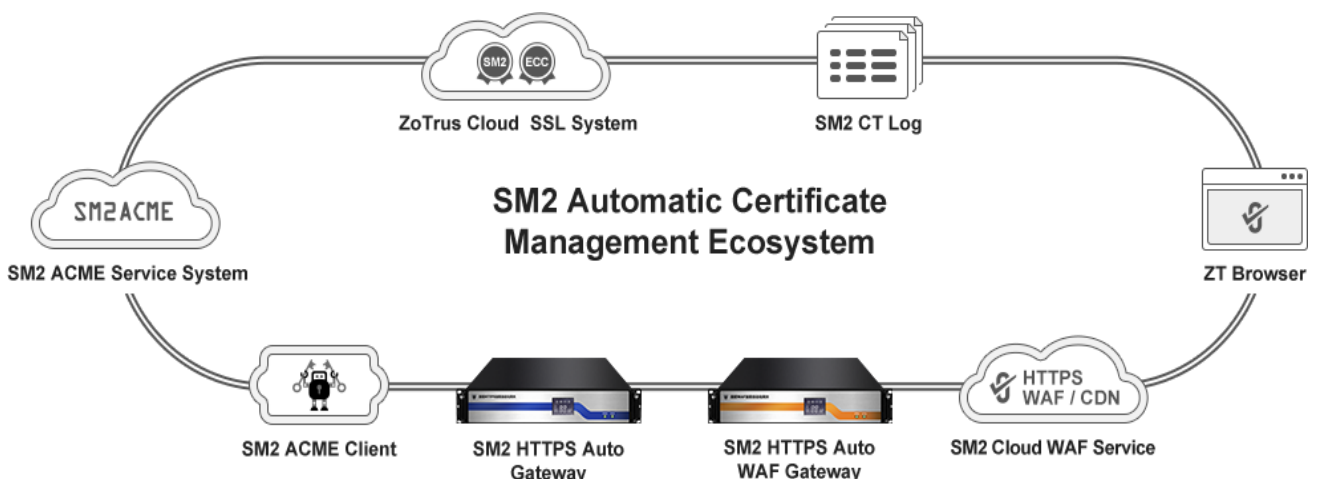 SM2
ECC
ZoTrus Cloud SSL System
SM2 CT Log
SM2 Automatic Certificate
Management Ecosystem
SM2ACME
SM2 ACME Service System
ZT Browser
HTTPS
WAF / CDN
SM2 ACME Client
SM2 HTTPS Auto
Gateway
SM2 HTTPS Auto
WAF Gateway
SM2 Cloud WAF Service